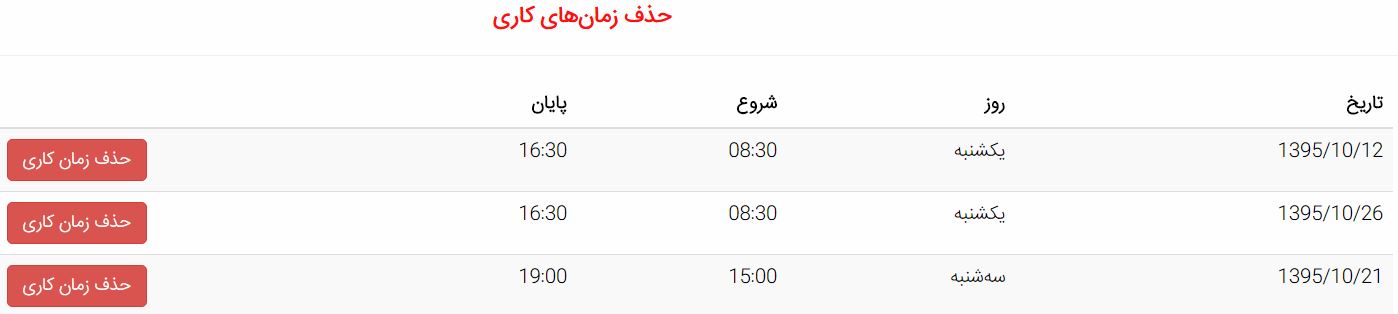 حذف زمان‌های کاری
تاریخ روز شروع پایان
1395/10/12 یکشنبه 08:30 16:30 حذف زمان کاری
1395/10/26 یکشنبه 08:30 16:30 حذف زمان کاری
1395/10/21 سه‌شنبه 15:00 19:00 حذف زمان کاری